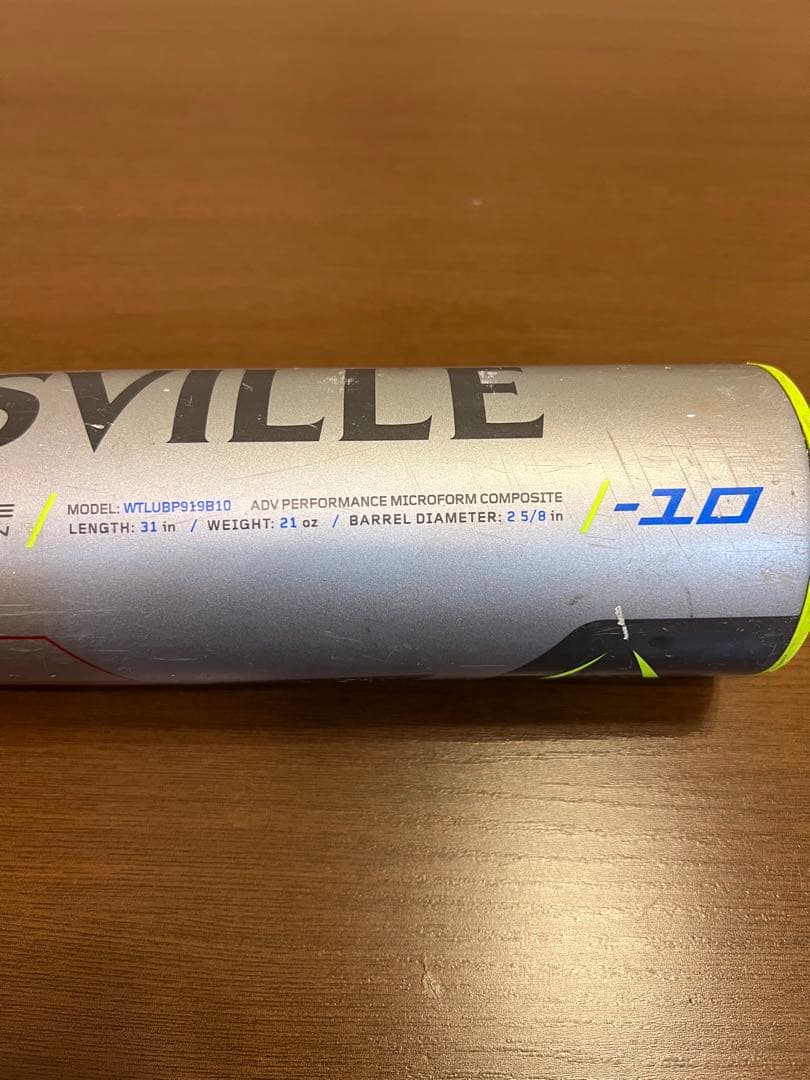 SVILLE
MODEL: WTLUBP919B10 ADV PERFORMANCE MICROFORM COMPOSITE
LENGTH: 31 in / WEIGHT: 21 oz / BARREL DIAMETER: 2 5/8 in
-10